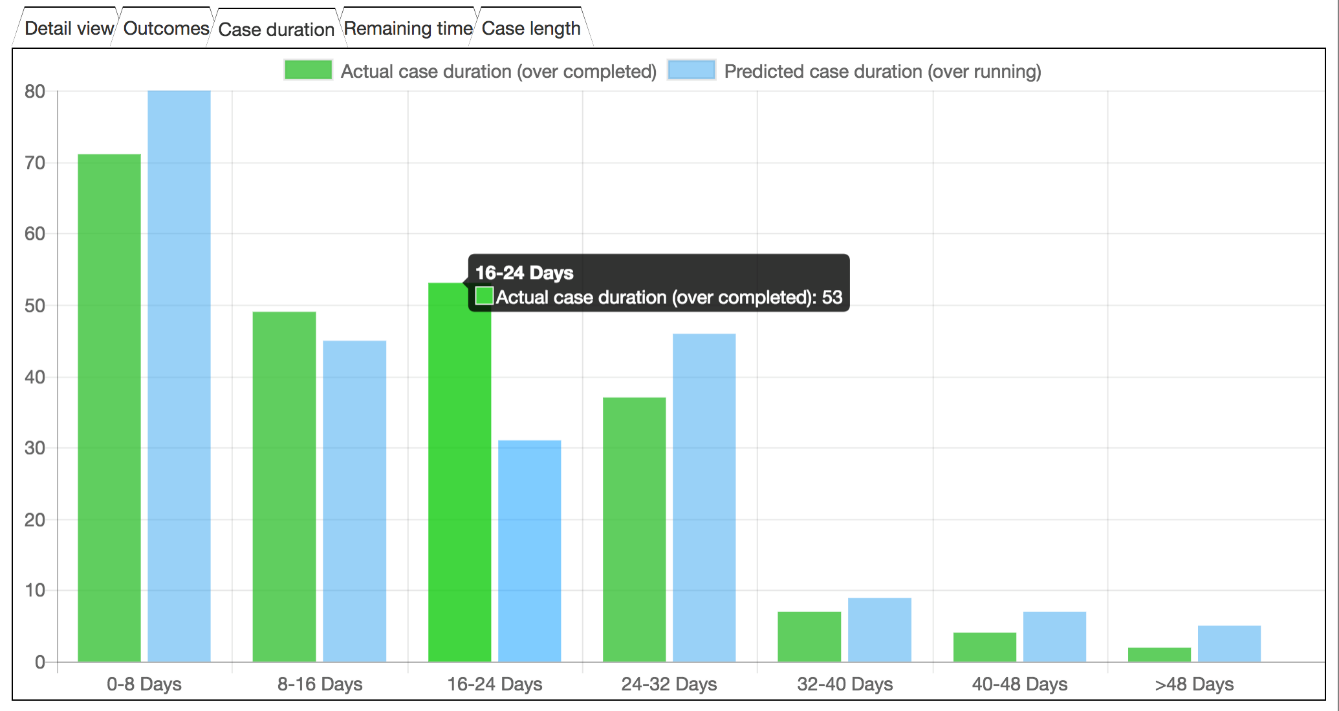 Detail view Outcomes Case duration Remaining time Case length
Actual case duration (over completed) Predicted case duration (over running)
80
70
60
16-24 Days
Actual case duration (over completed): 53
50
40
30
20
10
0
0-8 Days 8-16 Days 16-24 Days 24-32 Days 32-40 Days 40-48 Days >48 Days